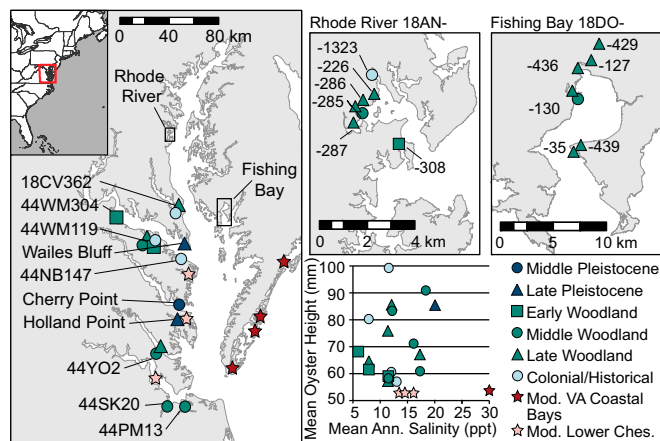 0 20 40 80 km
Rhode
River
Fishing
Bay
18CV362
44WM304
44WM119
Wailes Bluff
44NB147
Cherry Point
Holland Point
44YO2
44SK20
44PM13
Rhode River 18AN-
-1323
-226
-286
-285
-287
-308
0 2 4 km
Fishing Bay 18DO-
-429
-127
-436
-130
-35
-439
0 5 10 km
Mean Oyster Height (mm)
100
90
80
70
60
50
5 10 15 20 25 30
Mean Ann. Salinity (ppt)
Middle Pleistocene
Late Pleistocene
Early Woodland
Middle Woodland
Late Woodland
Colonial/Historical
Mod. VA Coastal
Bays
Mod. Lower Ches.